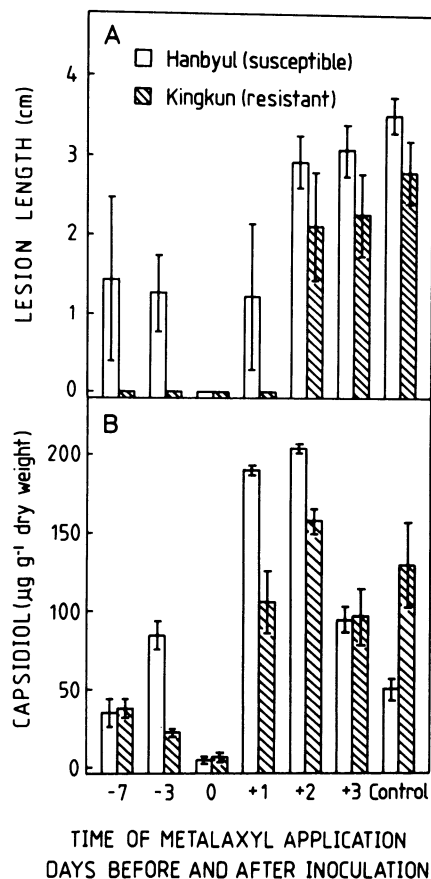 A
Hanbyul (susceptible)
Kingkun (resistant)
LESION LENGTH (cm)
4
3
2
1
0
B
CAPSIDIOL (µg g⁻¹ dry weight)
200
150
100
50
0
-7 -3 0 +1 +2 +3 Control
TIME OF METALAXYL APPLICATION
DAYS BEFORE AND AFTER INOCULATION